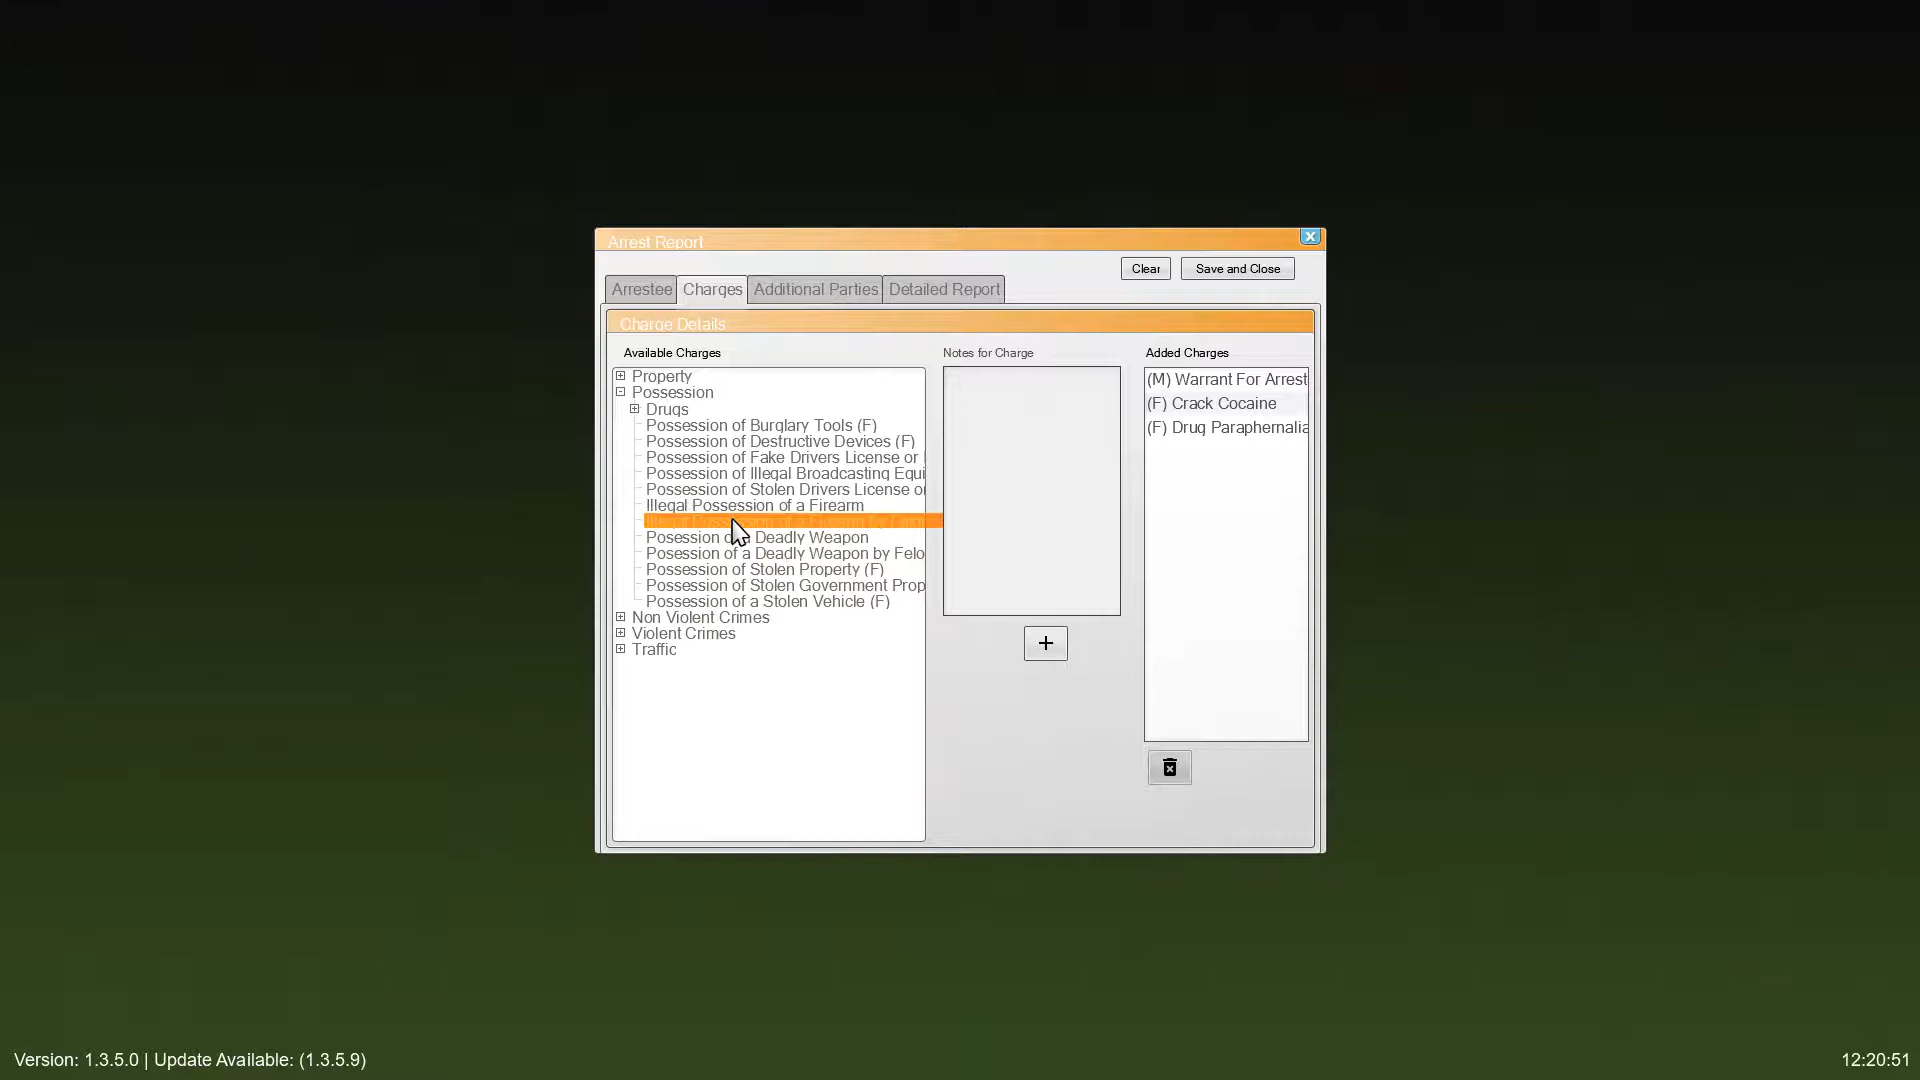 Arrest Report
Clear
Save and Close
Arrestee
Charges
Additional Parties
Detailed Report
Charge Details
Available Charges
Notes for Charge
Added Charges
Property
Possession
Drugs
Possession of Burglary Tools (F)
Possession of Destructive Devices (F)
Possession of Fake Drivers License or
Possession of Illegal Broadcasting Equi
Possession of Stolen Drivers License or
Illegal Possession of a Firearm
Posession Deadly Weapon
Posession of a Deadly Weapon by Felo
Possession of Stolen Property (F)
Possession of Stolen Government Prop
Possession of a Stolen Vehicle (F)
Non Violent Crimes
Violent Crimes
Traffic
(M) Warrant For Arrest
(F) Crack Cocaine
(F) Drug Paraphernalia
Version: 1.3.5.0 | Update Available: (1.3.5.9)
12:20:51